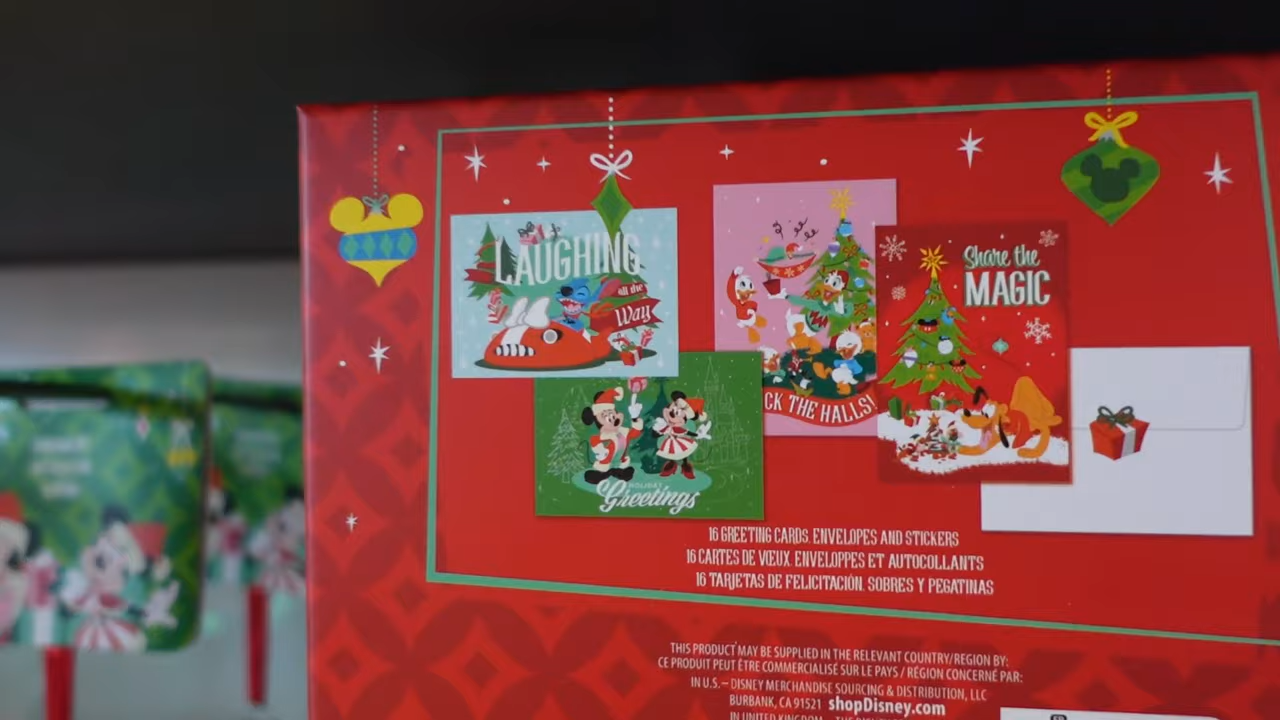 LAUGHING
all the
Way
Share the
MAGIC
CK THE HALLS!
HOLIDAY
Greetings
16 GREETING CARDS, ENVELOPES AND STICKERS
16 CARTES DE VŒUX, ENVELOPPES ET AUTOCOLLANTS
16 TARJETAS DE FELICITACIÓN, SOBRES Y PEGATINAS
THIS PRODUCT MAY BE SUPPLIED IN THE RELEVANT COUNTRY/REGION BY:
CE PRODUIT PEUT ÊTRE COMMERCIALISÉ SUR LE PAYS / RÉGION CONCERNÉ PAR:
IN U.S. – DISNEY MERCHANDISE SOURCING & DISTRIBUTION, LLC
BURBANK, CA 91521 shopDisney.com
IN UNITED KINGDOM – THE